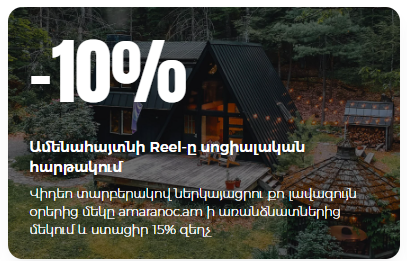 -10%
Ամենահայտնի Reel-ը սոցիալական
հարթակում
Վիդեո տարբերակով ներկայացրու քո լավագույն
օրերից մեկը amaranoc.am ի առանձնատներից
մեկում և ստացիր 15% զեղչ